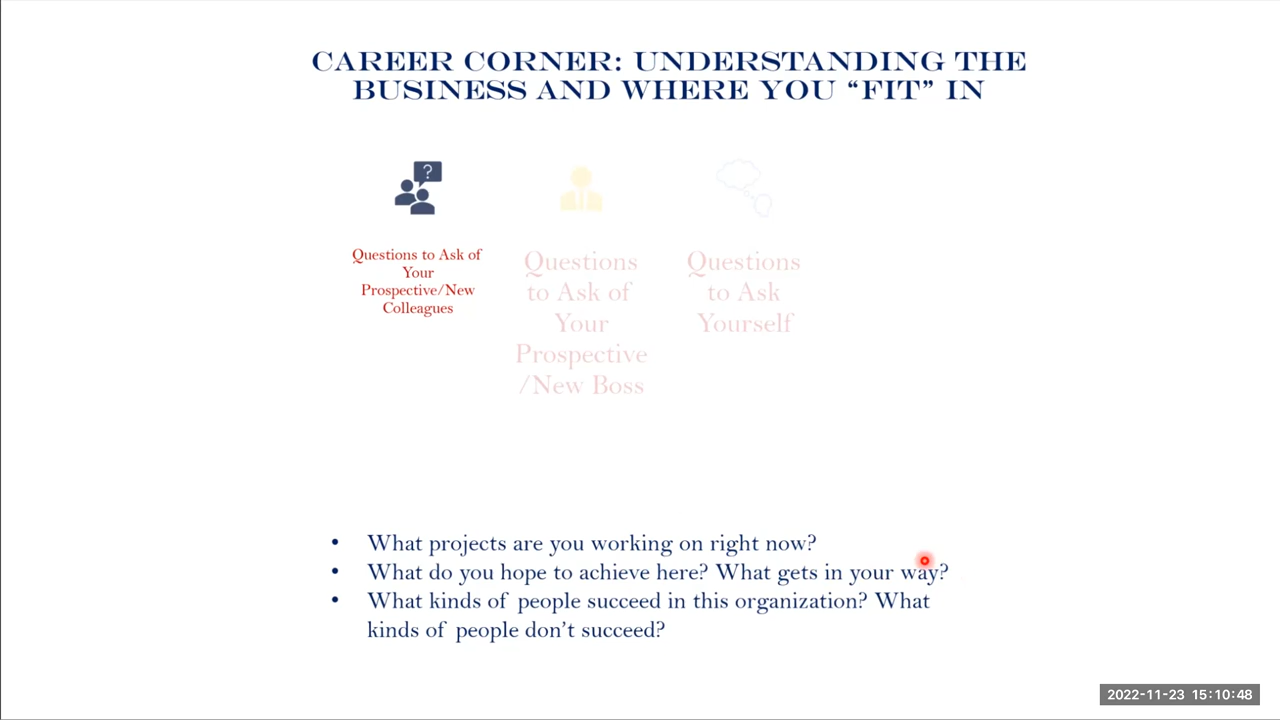 CAREER CORNER: UNDERSTANDING THE
BUSINESS AND WHERE YOU “FIT” IN
?
Questions to Ask of
Your
Prospective/New
Colleagues
Questions
to Ask of
Your
Prospective
/New Boss
Questions
to Ask
Yourself
• What projects are you working on right now?
• What do you hope to achieve here? What gets in your way?
• What kinds of people succeed in this organization? What
kinds of people don’t succeed?
2022-11-23 15:10:48